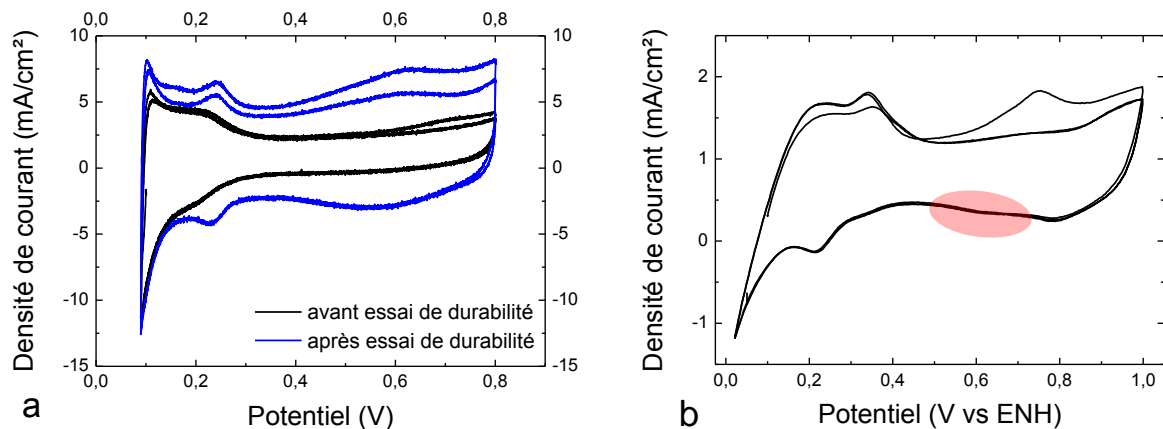 0,0 0,2 0,4 0,6 0,8
10 10
5 5
0 0
-5 -5
-10 -10
-15 -15
0,0 0,2 0,4 0,6 0,8
Densité de courant (mA/cm²)
avant essai de durabilité
après essai de durabilité
Potentiel (V)
a
2
1
0
-1
0,0 0,2 0,4 0,6 0,8 1,0
Densité de courant (mA/cm²)
Potentiel (V vs ENH)
b